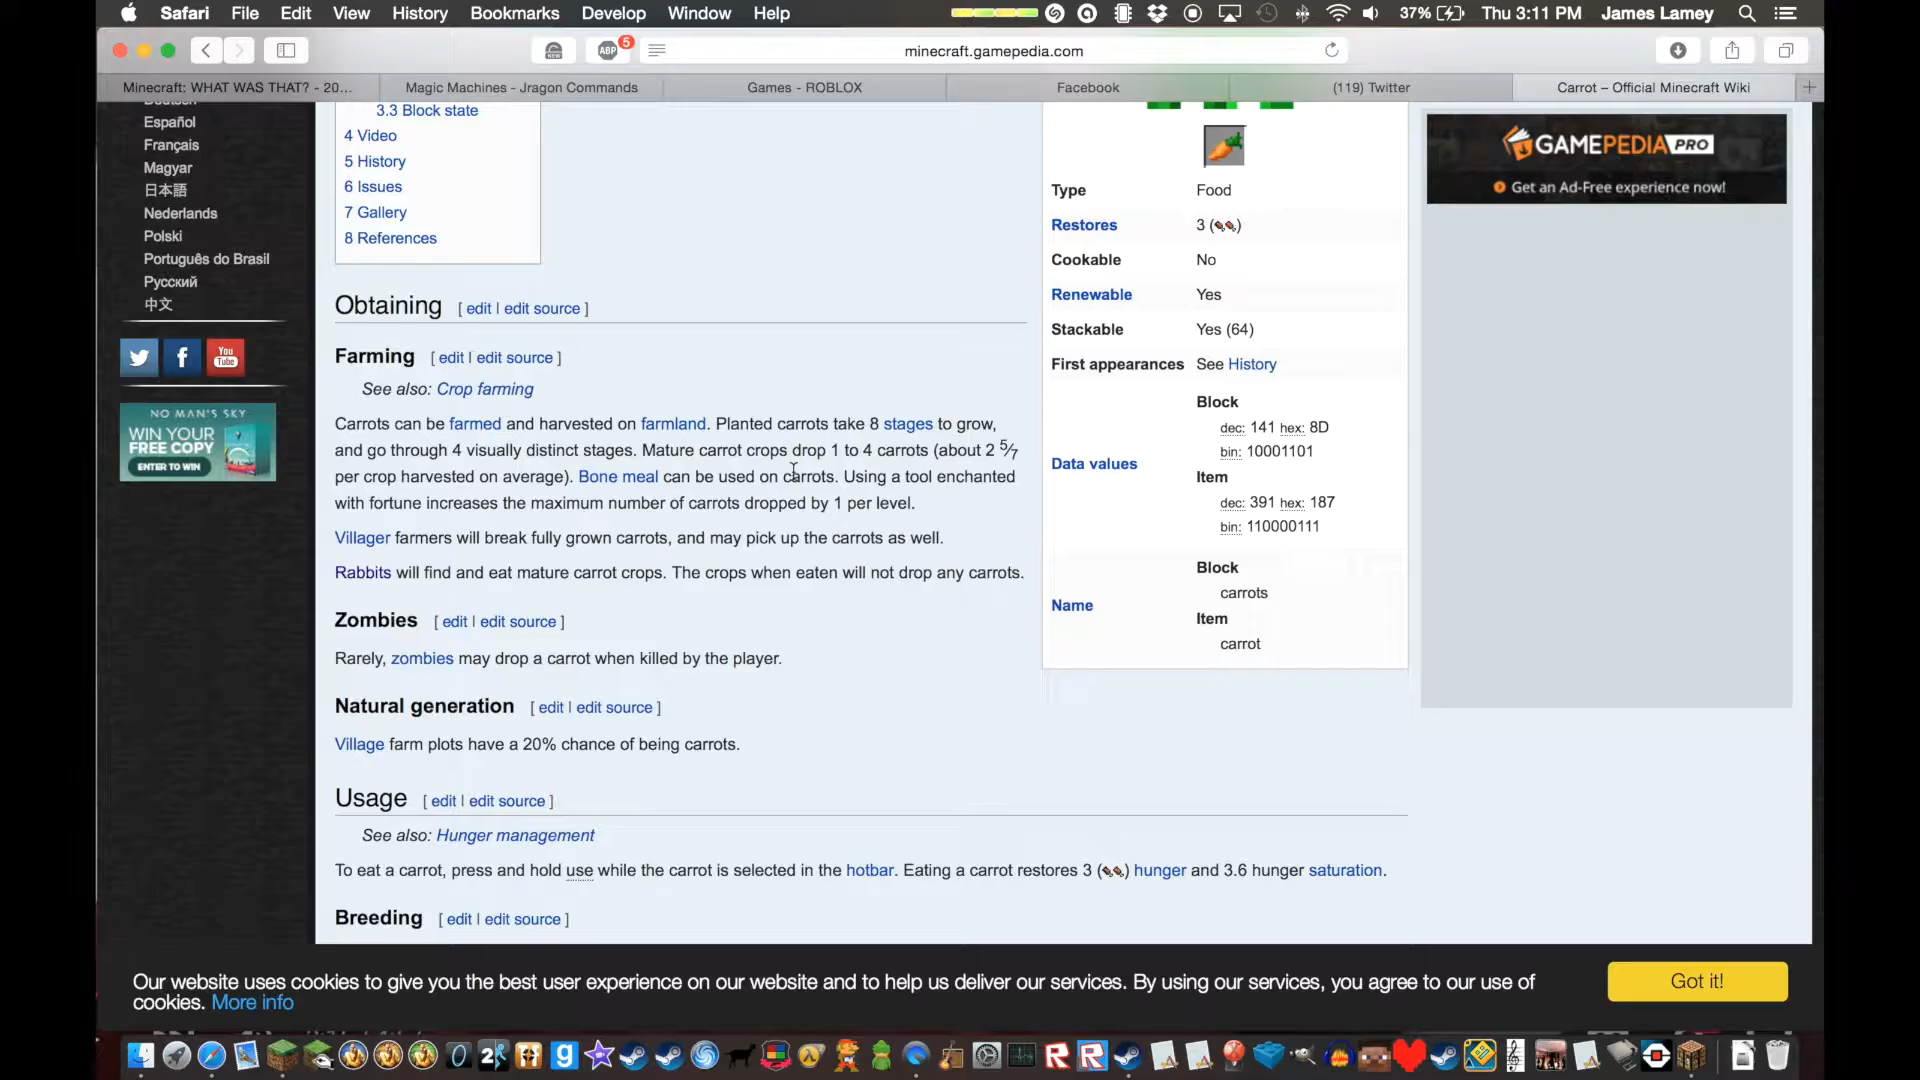 Safari File Edit View History Bookmarks Develop Window Help 37% Thu 3:11 PM James Lamey
ABP 5 minecraft.gamepedia.com
Minecraft: WHAT WAS THAT? - 20... Magic Machines - Jragon Commands Games - ROBLOX Facebook (119) Twitter Carrot – Official Minecraft Wiki
Español
Français
Magyar
日本語
Nederlands
Polski
Português do Brasil
Русский
中文
You Tube
NO MAN'S SKY
WIN YOUR
FREE COPY
ENTER TO WIN
3.3 Block state
4 Video
5 History
6 Issues
7 Gallery
8 References
Obtaining [ edit | edit source ]
Farming [ edit | edit source ]
See also: Crop farming
Carrots can be farmed and harvested on farmland. Planted carrots take 8 stages to grow,
and go through 4 visually distinct stages. Mature carrot crops drop 1 to 4 carrots (about 2 5⁄7
per crop harvested on average). Bone meal can be used on carrots. Using a tool enchanted
with fortune increases the maximum number of carrots dropped by 1 per level.
Villager farmers will break fully grown carrots, and may pick up the carrots as well.
Rabbits will find and eat mature carrot crops. The crops when eaten will not drop any carrots.
Zombies [ edit | edit source ]
Rarely, zombies may drop a carrot when killed by the player.
Natural generation [ edit | edit source ]
Village farm plots have a 20% chance of being carrots.
Usage [ edit | edit source ]
See also: Hunger management
To eat a carrot, press and hold use while the carrot is selected in the hotbar. Eating a carrot restores 3 () hunger and 3.6 hunger saturation.
Breeding [ edit | edit source ]
Type Food
Restores 3 ()
Cookable No
Renewable Yes
Stackable Yes (64)
First appearances See History
Data values
Block
dec: 141 hex: 8D
bin: 10001101
Item
dec: 391 hex: 187
bin: 110000111
Name
Block
carrots
Item
carrot
GAMEPEDIA PRO
Get an Ad-Free experience now!
Our website uses cookies to give you the best user experience on our website and to help us deliver our services. By using our services, you agree to our use of
cookies. More info
Got it!